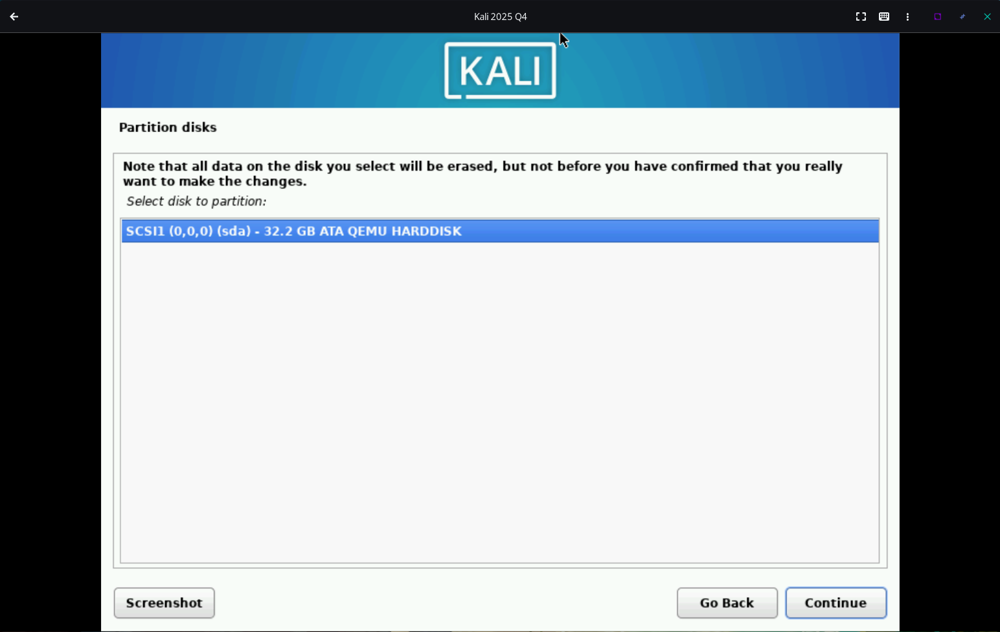 Kali 2025 Q4
KALI
Partition disks
Note that all data on the disk you select will be erased, but not before you have confirmed that you really
want to make the changes.
Select disk to partition:
SCSI1 (0,0,0) (sda) - 32.2 GB ATA QEMU HARDDISK
Screenshot
Go Back
Continue